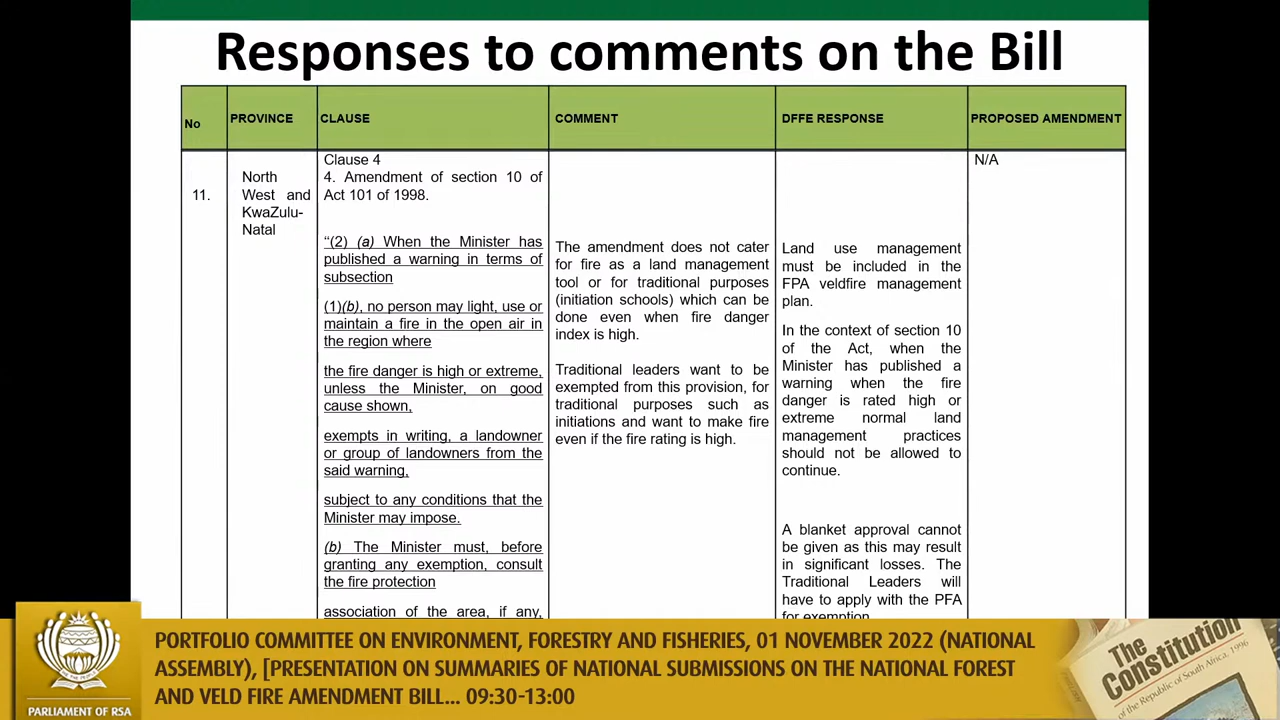 Responses to comments on the Bill
No
PROVINCE
CLAUSE
COMMENT
DFFE RESPONSE
PROPOSED AMENDMENT
11.
North
West and
KwaZulu-
Natal
Clause 4
4. Amendment of section 10 of
Act 101 of 1998.
“(2) (a) When the Minister has
published a warning in terms of
subsection
(1)(b), no person may light, use or
maintain a fire in the open air in
the region where
the fire danger is high or extreme,
unless the Minister, on good
cause shown,
exempts in writing, a landowner
or group of landowners from the
said warning,
subject to any conditions that the
Minister may impose.
(b) The Minister must, before
granting any exemption, consult
the fire protection
association of the area, if any,
The amendment does not cater
for fire as a land management
tool or for traditional purposes
(initiation schools) which can be
done even when fire danger
index is high.
Traditional leaders want to be
exempted from this provision, for
traditional purposes such as
initiations and want to make fire
even if the fire rating is high.
Land use management
must be included in the
FPA veldfire management
plan.
In the context of section 10
of the Act, when the
Minister has published a
warning when the fire
danger is rated high or
extreme normal land
management practices
should not be allowed to
continue.
A blanket approval cannot
be given as this may result
in significant losses. The
Traditional Leaders will
have to apply with the PFA
for exemption
N/A
PARLIAMENT OF RSA
PORTFOLIO COMMITTEE ON ENVIRONMENT, FORESTRY AND FISHERIES, 01 NOVEMBER 2022 (NATIONAL
ASSEMBLY), [PRESENTATION ON SUMMARIES OF NATIONAL SUBMISSIONS ON THE NATIONAL FOREST
AND VELD FIRE AMENDMENT BILL... 09:30-13:00
The
Constitution
of the Republic of South Africa, 1996